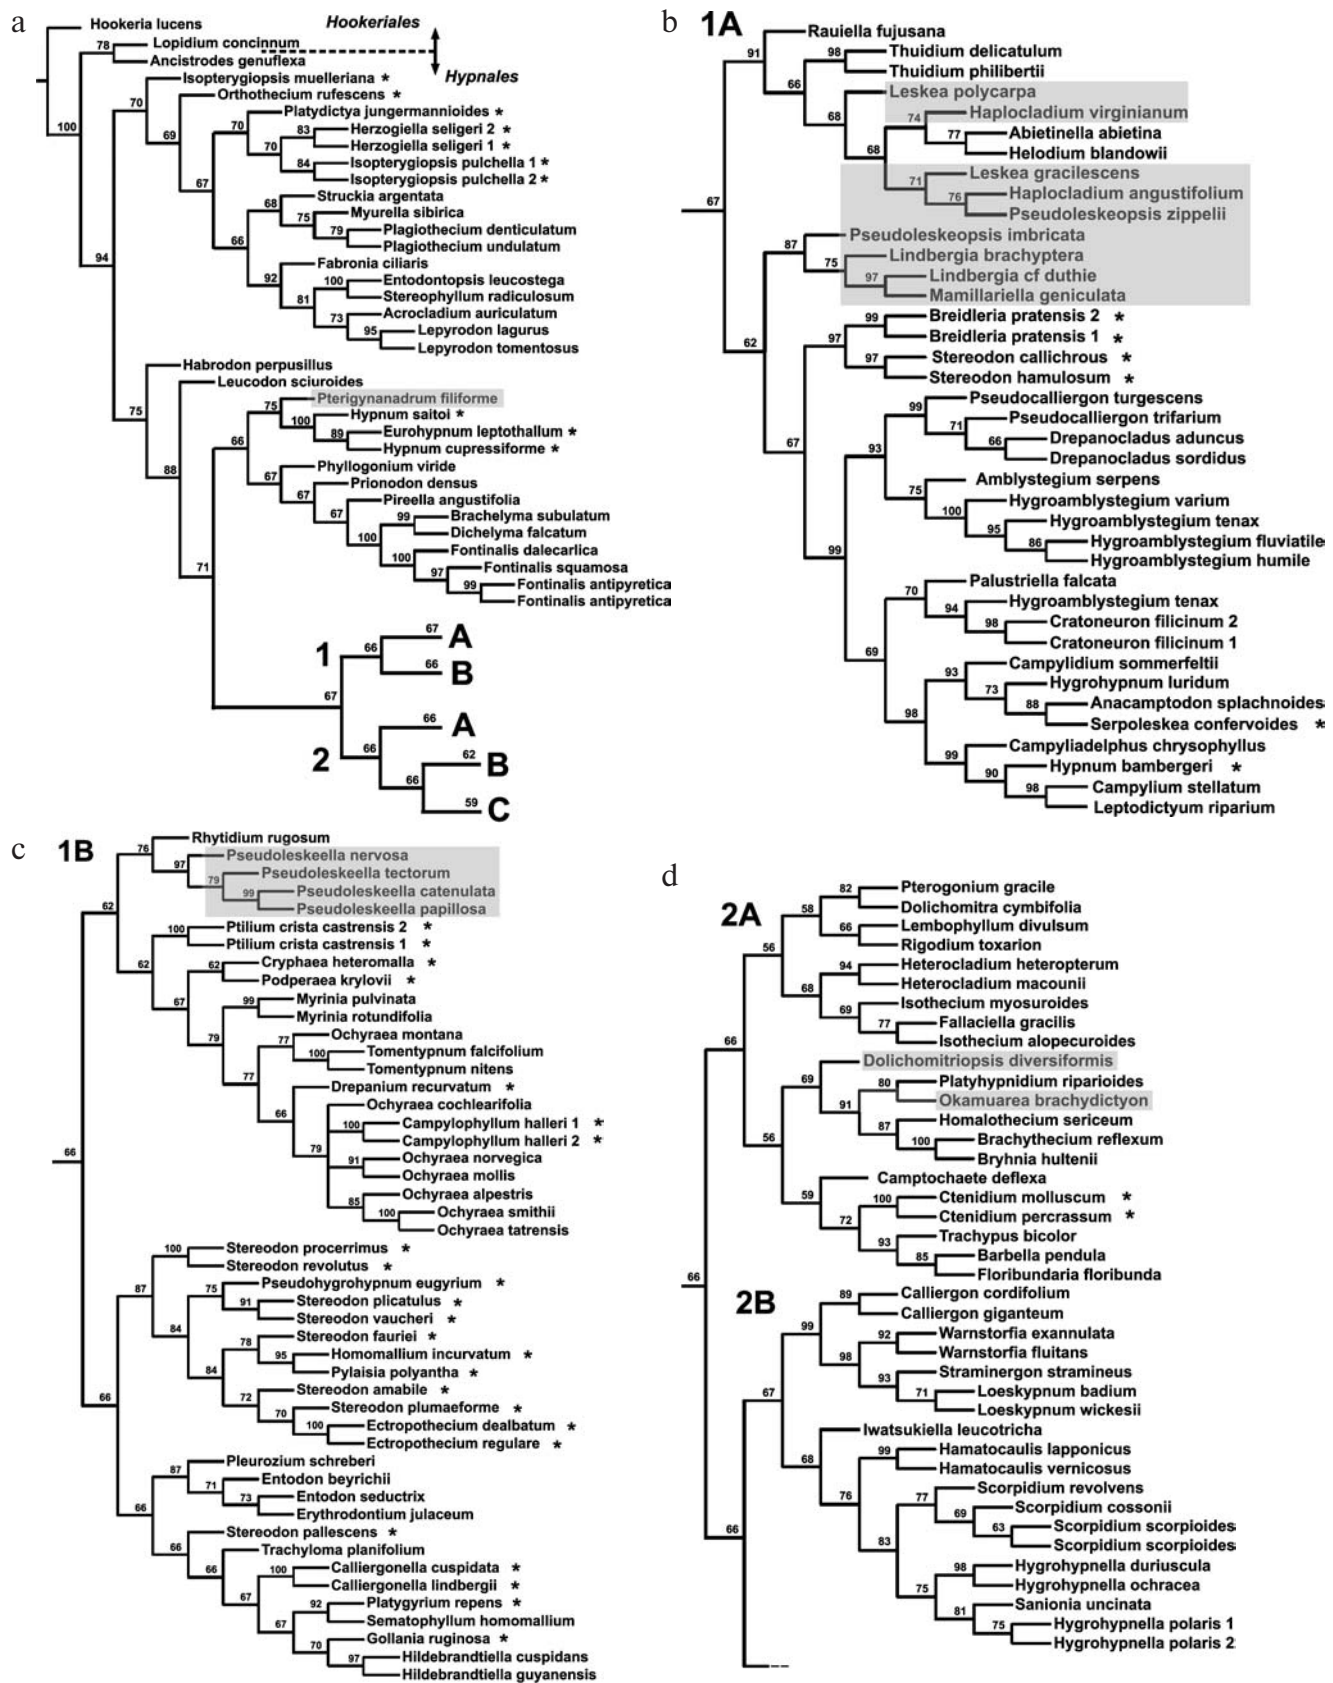 a
Hookeria lucens
Hookeriales
78
Lopidium concinnum
Ancistrodes genuflexa
Hypnales
Isopterygiopsis muelleriana *
70
Orthothecium rufescens *
69
Platydictya jungermannioides *
70
83
Herzogiella seligeri 2 *
100
70
Herzogiella seligeri 1 *
84
Isopterygiopsis pulchella 1 *
Isopterygiopsis pulchella 2 *
67
Struckia argentata
68
Myurella sibirica
75
Plagiothecium denticulatum
79
Plagiothecium undulatum
66
Fabronia ciliaris
94
92
100
Entodontopsis leucostega
81
Stereophyllum radiculosum
Acrocladium auriculatum
73
95
Lepyrodon lagurus
Lepyrodon tomentosus
Habrodon perpusillus
Leucodon sciuroides
75
75
Pterigynanadrum filiforme
100
Hypnum saitoi *
89
Eurohypnum leptothallum *
66
Hypnum cupressiforme *
88
67
Phyllogonium viride
67
Prionodon densus
67
Pireella angustifolia
99
Brachelyma subulatum
100
Dichelyma falcatum
100
Fontinalis dalecarlica
97
Fontinalis squamosa
71
99
Fontinalis antipyretica
Fontinalis antipyretica
67
A
1
66
66
B
67
66
A
2
66
62
B
66
59
C
b
1A
Rauiella fujusana
91
98
Thuidium delicatulum
66
Thuidium philibertii
Leskea polycarpa
68
74
Haplocladium virginianum
77
Abietinella abietina
68
Helodium blandowii
71
Leskea gracilescens
76
Haplocladium angustifolium
67
Pseudoleskeopsis zippelii
87
Pseudoleskeopsis imbricata
75
Lindbergia brachyptera
97
Lindbergia cf duthie
Mamillariella geniculata
99
Breidleria pratensis 2 *
97
Breidleria pratensis 1 *
62
97
Stereodon callichrous *
Stereodon hamulosum *
99
Pseudocalliergon turgescens
71
Pseudocalliergon trifarium
67
93
66
Drepanocladus aduncus
Drepanocladus sordidus
75
Amblystegium serpens
100
Hygroamblystegium varium
95
Hygroamblystegium tenax
86
Hygroamblystegium fluviatile
99
Hygroamblystegium humile
70
Palustriella falcata
94
Hygroamblystegium tenax
98
Cratoneuron filicinum 2
69
Cratoneuron filicinum 1
93
Campylidium sommerfeltii
73
Hygrohypnum luridum
88
Anacamptodon splachnoides
98
Serpoleskea confervoides *
99
Campyliadelphus chrysophyllus
90
Hypnum bambergeri *
98
Campylium stellatum
Leptodictyum riparium
c
1B
Rhytidium rugosum
76
97
Pseudoleskeella nervosa
79
Pseudoleskeella tectorum
99
Pseudoleskeella catenulata
62
Pseudoleskeella papillosa
100
Ptilium crista castrensis 2 *
Ptilium crista castrensis 1 *
62
62
Cryphaea heteromalla *
67
Podperaea krylovii *
99
Myrinia pulvinata
79
Myrinia rotundifolia
77
Ochyraea montana
100
Tomentypnum falcifolium
77
Tomentypnum nitens
Drepanium recurvatum *
66
Ochyraea cochlearifolia
100
Campylophyllum halleri 1 *
79
Campylophyllum halleri 2 *
66
91
Ochyraea norvegica
Ochyraea mollis
85
Ochyraea alpestris
100
Ochyraea smithii
Ochyraea tatrensis
100
Stereodon procerrimus *
Stereodon revolutus *
87
75
Pseudohygrohypnum eugyrium *
91
Stereodon plicatulus *
84
Stereodon vaucheri *
78
Stereodon fauriei *
95
Homomallium incurvatum *
84
Pylaisia polyantha *
72
Stereodon amabile *
66
70
Stereodon plumaeforme *
100
Ectropothecium dealbatum *
Ectropothecium regulare *
87
Pleurozium schreberi
71
Entodon beyrichii
73
Entodon seductrix
66
Erythrodontium julaceum
Stereodon pallescens *
66
Trachyloma planifolium
66
100
Calliergonella cuspidata *
67
Calliergonella lindbergii *
92
Platygyrium repens *
67
Sematophyllum homomallium
70
Gollania ruginosa *
97
Hildebrandtiella cuspidans
Hildebrandtiella guyanensis
d
2A
82
Pterogonium gracile
58
Dolichomitra cymbifolia
66
Lembophyllum divulsum
56
Rigodium toxarion
94
Heterocladium heteropterum
68
Heterocladium macounii
69
Isothecium myosuroides
77
Fallaciella gracilis
66
Isothecium alopecuroides
69
Dolichomitriopsis diversiformis
80
Platyhypnidium riparioides
91
Okamuarea brachydictyon
87
Homalothecium sericeum
56
100
Brachythecium reflexum
Bryhnia hultenii
59
Camptochaete deflexa
100
Ctenidium molluscum *
72
Ctenidium percrassum *
93
Trachypus bicolor
85
Barbella pendula
66
Floribundaria floribunda
2B
89
Calliergon cordifolium
99
Calliergon giganteum
92
Warnstorfia exannulata
98
Warnstorfia fluitans
93
Straminergon stramineus
67
71
Loeskypnum badium
Loeskypnum wickesii
Iwatsukiella leucotricha
68
99
Hamatocaulis lapponicus
76
Hamatocaulis vernicosus
77
Scorpidium revolvens
69
Scorpidium cossonii
66
83
63
Scorpidium scorpioides
Scorpidium scorpioides
98
Hygrohypnella duriuscula
75
Hygrohypnella ochracea
81
Sanionia uncinata
75
Hygrohypnella polaris 1
Hygrohypnella polaris 2